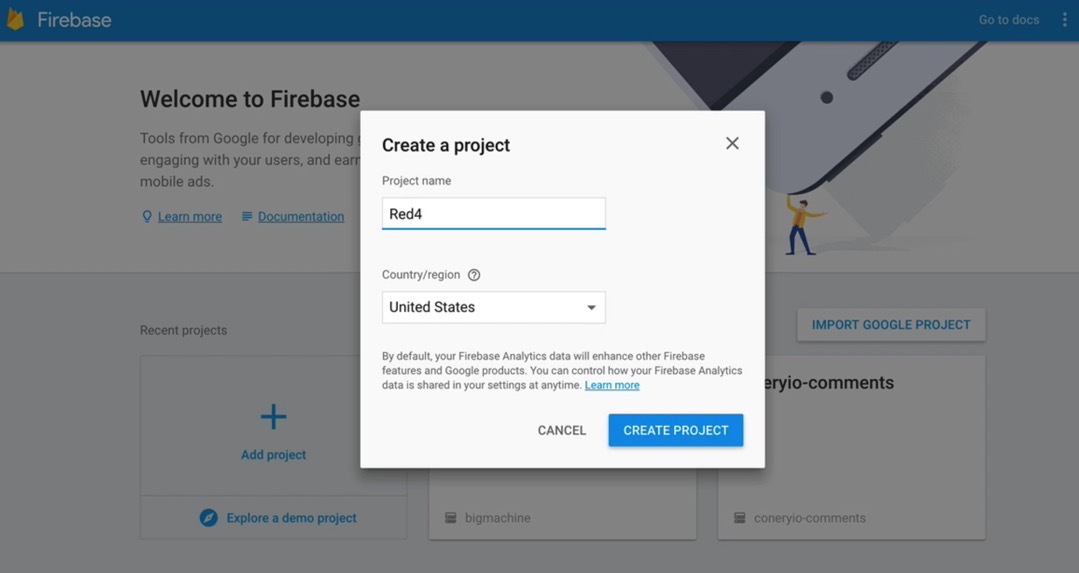 Firebase
Go to docs
Welcome to Firebase
Tools from Google for developing
engaging with your users, and earn
mobile ads.
Learn more
Documentation
Create a project
Project name
Red4
Country/region
United States
By default, your Firebase Analytics data will enhance other Firebase
features and Google products. You can control how your Firebase Analytics
data is shared in your settings at anytime. Learn more
CANCEL
CREATE PROJECT
Recent projects
IMPORT GOOGLE PROJECT
Add project
Explore a demo project
bigmachine
eryio-comments
coneryio-comments